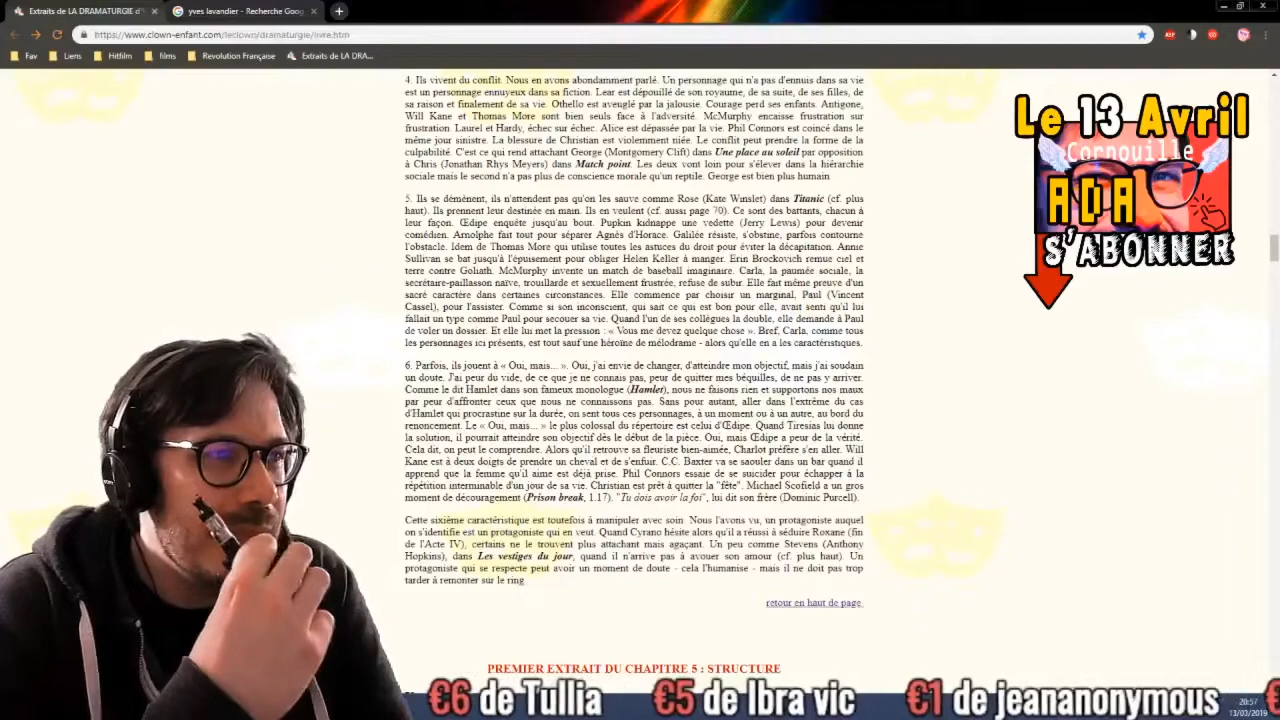 Extraits de LA DRAMATURGIE d'Y
yves lavandier - Recherche Goog
https://www.clown-enfant.com/leclown/dramaturgie/livre.htm
Fav
Liens
Hitfilm
films
Revolution Française
Extraits de LA DRA...
4. Ils vivent du conflit. Nous en avons abondamment parlé. Un personnage qui n'a pas d'ennuis dans sa vie
est un personnage ennuyeux dans sa fiction. Lear est dépouillé de son royaume, de sa suite, de ses filles, de
sa raison et finalement de sa vie. Othello est aveuglé par la jalousie. Courage perd ses enfants. Antigone,
Will Kane et Thomas More sont bien seuls face à l'adversité. McMurphy encaisse frustration sur
frustration. Laurel et Hardy, échec sur échec. Alice est dépassée par la vie. Phil Connors est coincé dans le
même jour sinistre. La blessure de Christian est violemment niée. Le conflit peut prendre la forme de la
culpabilité. C'est ce qui rend attachant George (Montgomery Clift) dans Une place au soleil par opposition
à Chris (Jonathan Rhys Meyers) dans Match point. Les deux vont loin pour s'élever dans la hiérarchie
sociale mais le second n'a pas plus de conscience morale qu'un reptile. George est bien plus humain
5. Ils se démènent, ils n'attendent pas qu'on les sauve comme Rose (Kate Winslet) dans Titanic (cf. plus
haut). Ils prennent leur destinée en main. Ils en veulent (cf. aussi page 70). Ce sont des battants, chacun à
leur façon. Œdipe enquête jusqu'au bout. Pupkin kidnappe une vedette (Jerry Lewis) pour devenir
comédien. Arnolphe fait tout pour séparer Agnès d'Horace. Galilée résiste, s'obstine, parfois contourne
l'obstacle. Idem de Thomas More qui utilise toutes les astuces du droit pour éviter la décapitation. Annie
Sullivan se bat jusqu'à l'épuisement pour obliger Helen Keller à manger. Erin Brockovich remue ciel et
terre contre Goliath. McMurphy invente un match de baseball imaginaire. Carla, la paumée sociale, la
secrétaire-paillasson naïve, trouillarde et sexuellement frustrée, refuse de subir. Elle fait même preuve d'un
sacré caractère dans certaines circonstances. Elle commence par choisir un marginal, Paul (Vincent
Cassel), pour l'assister. Comme si son inconscient, qui sait ce qui est bon pour elle, avait senti qu'il lui
fallait un type comme Paul pour secouer sa vie. Quand l'un de ses collègues la double, elle demande à Paul
de voler un dossier. Et elle lui met la pression : « Vous me devez quelque chose ». Bref, Carla, comme tous
les personnages ici présents, est tout sauf une héroïne de mélodrame - alors qu'elle en a les caractéristiques.
6. Parfois, ils jouent à « Oui, mais... ». Oui, j'ai envie de changer, d'atteindre mon objectif, mais j'ai soudain
un doute. J'ai peur du vide, de ce que je ne connais pas, peur de quitter mes béquilles, de ne pas y arriver.
Comme le dit Hamlet dans son fameux monologue (Hamlet), nous ne faisons rien et supportons nos maux
par peur d'affronter ceux que nous ne connaissons pas. Sans pour autant, aller dans l'extrême du cas
d'Hamlet qui procrastine sur la durée, on sent tous ces personnages, à un moment ou à un autre, au bord du
renoncement. Le « Oui, mais... » le plus colossal du répertoire est celui d'Œdipe. Quand Tiresias lui donne
la solution, il pourrait atteindre son objectif dès le début de la pièce. Oui, mais Œdipe a peur de la vérité.
Cela dit, on peut le comprendre. Alors qu'il retrouve sa fleuriste bien-aimée, Charlot préfère s'en aller. Will
Kane est à deux doigts de prendre un cheval et de s'enfuir. C.C. Baxter va se saouler dans un bar quand il
apprend que la femme qu'il aime est déjà prise. Phil Connors essaie de se suicider pour échapper à la
répétition interminable d'un jour de sa vie. Christian est prêt à quitter la "fête". Michael Scofield a un gros
moment de découragement (Prison break, 1.17). "Tu dois avoir la foi", lui dit son frère (Dominic Purcell).
Cette sixième caractéristique est toutefois à manipuler avec soin. Nous l'avons vu, un protagoniste auquel
on s'identifie est un protagoniste qui en veut. Quand Cyrano hésite alors qu'il a réussi à séduire Roxane (fin
de l'Acte IV), certains ne le trouvent plus attachant mais agaçant. Un peu comme Stevens (Anthony
Hopkins), dans Les vestiges du jour, quand il n'arrive pas à avouer son amour (cf. plus haut). Un
protagoniste qui se respecte peut avoir un moment de doute - cela l'humanise - mais il ne doit pas trop
tarder à remonter sur le ring
retour en haut de page
PREMIER EXTRAIT DU CHAPITRE 5 : STRUCTURE
Le 13 Avril
Cornouille
ADA
S'ABONNER
€6 de Tullia €5 de Ibra vic €1 de jeananonymous
20:57
13/03/2019